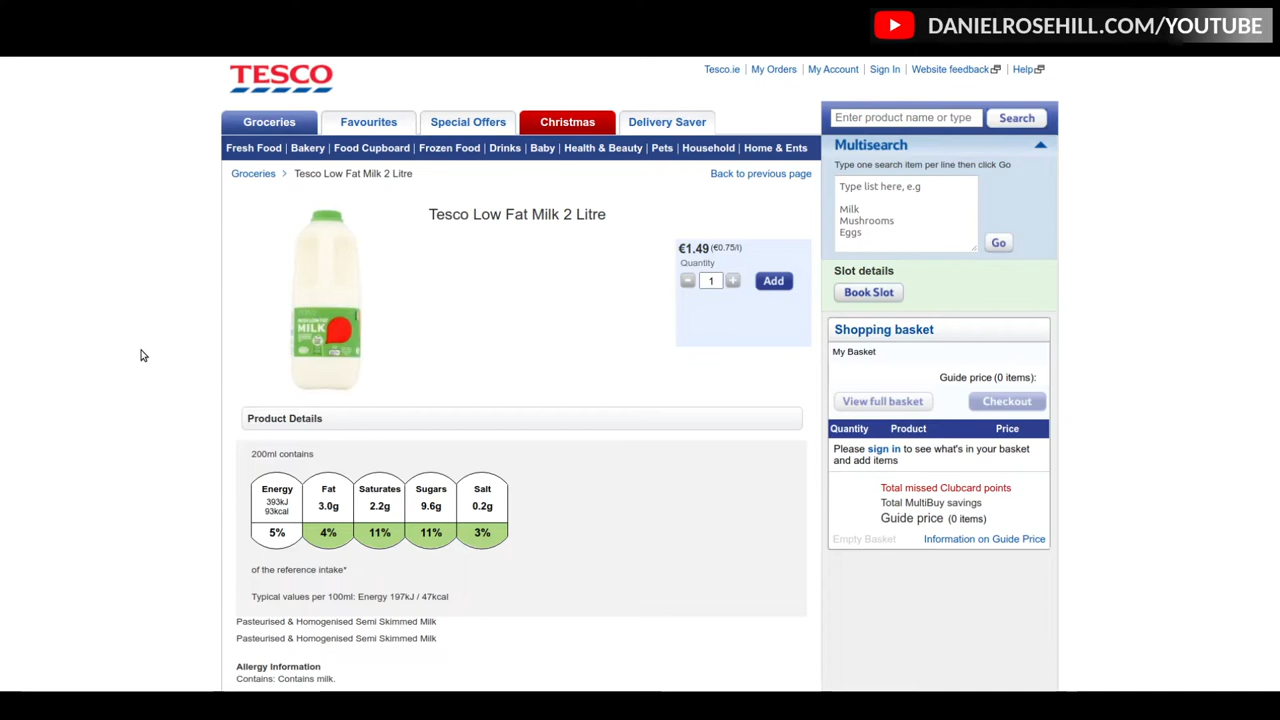 DANIELROSEHILL.COM/YOUTUBE
TESCO
Tesco.ie
My Orders
My Account
Sign In
Website feedback
Help
Groceries
Favourites
Special Offers
Christmas
Delivery Saver
Fresh Food
Bakery
Food Cupboard
Frozen Food
Drinks
Baby
Health & Beauty
Pets
Household
Home & Ents
Groceries > Tesco Low Fat Milk 2 Litre
Back to previous page
Tesco Low Fat Milk 2 Litre
MILK
€1.49 (€0.75/l)
Quantity
- 1 +
Add
Product Details
200ml contains
Energy Fat Saturates Sugars Salt
393kJ
93kcal
3.0g 2.2g 9.6g 0.2g
5% 4% 11% 11% 3%
of the reference intake*
Typical values per 100ml: Energy 197kJ / 47kcal
Pasteurised & Homogenised Semi Skimmed Milk
Pasteurised & Homogenised Semi Skimmed Milk
Allergy Information
Contains: Contains milk.
Enter product name or type
Search
Multisearch
Type one search item per line then click Go
Type list here, e.g
Milk
Mushrooms
Eggs
Go
Slot details
Book Slot
Shopping basket
My Basket
Guide price (0 items):
View full basket
Checkout
Quantity Product Price
Please sign in to see what's in your basket
and add items
Total missed Clubcard points
Total MultiBuy savings
Guide price (0 items)
Empty Basket
Information on Guide Price